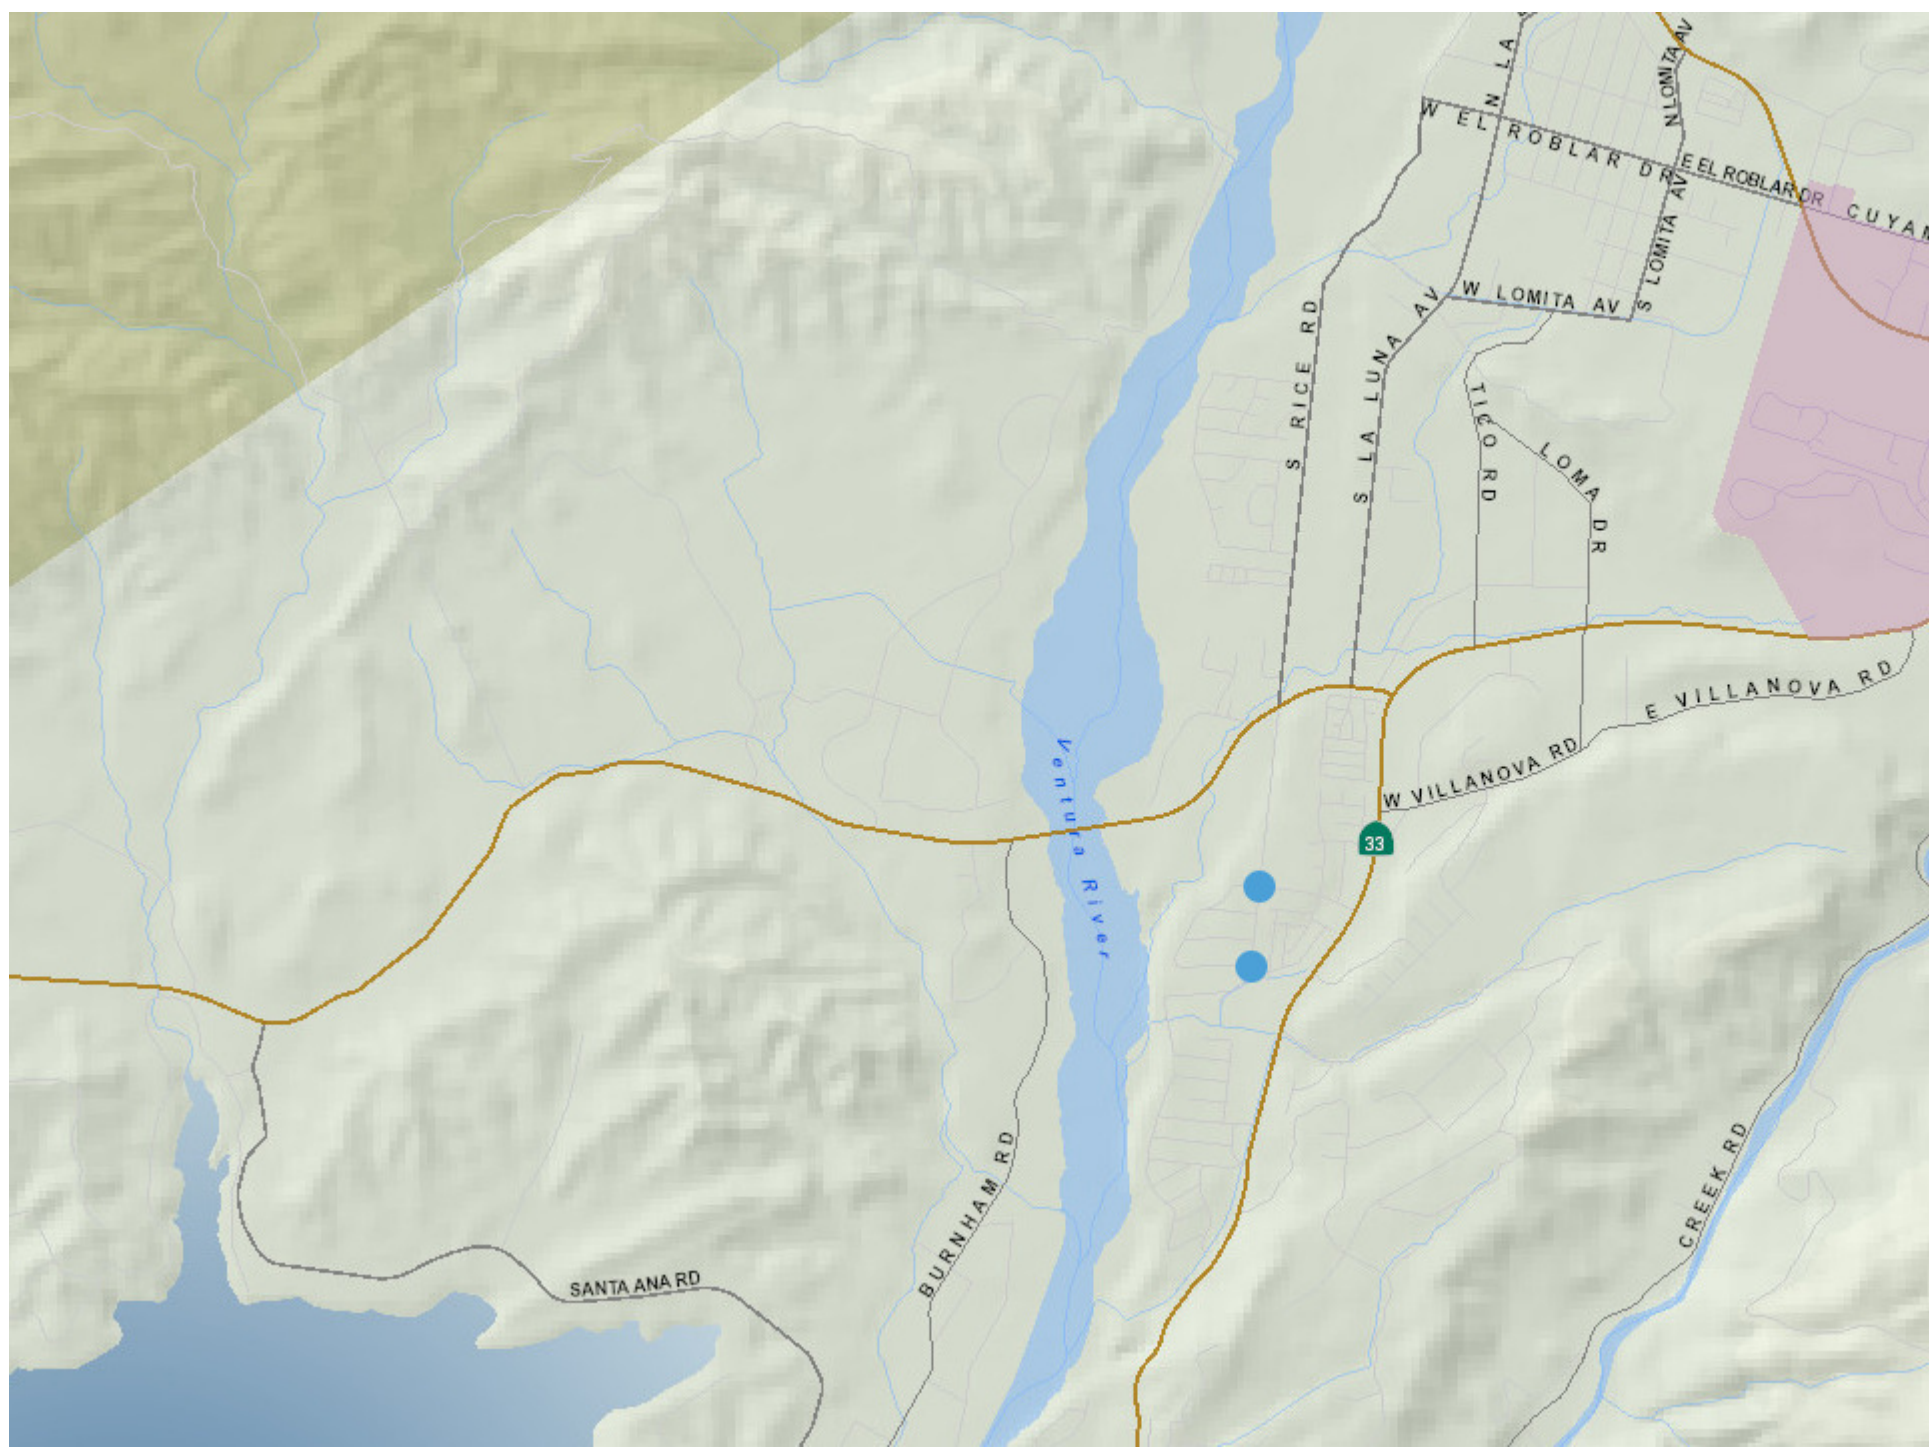 N LA
N LOMITA AV
W EL ROBLAR DR
E EL ROBLAR DR
CUYAM
S LOMITA AV
W LOMITA AV
S RICE RD
S LA LUNA AV
TICO RD
LOMA DR
E VILLANOVA RD
W VILLANOVA RD
Ventura River
33
CREEK RD
BURNHAM RD
SANTA ANA RD